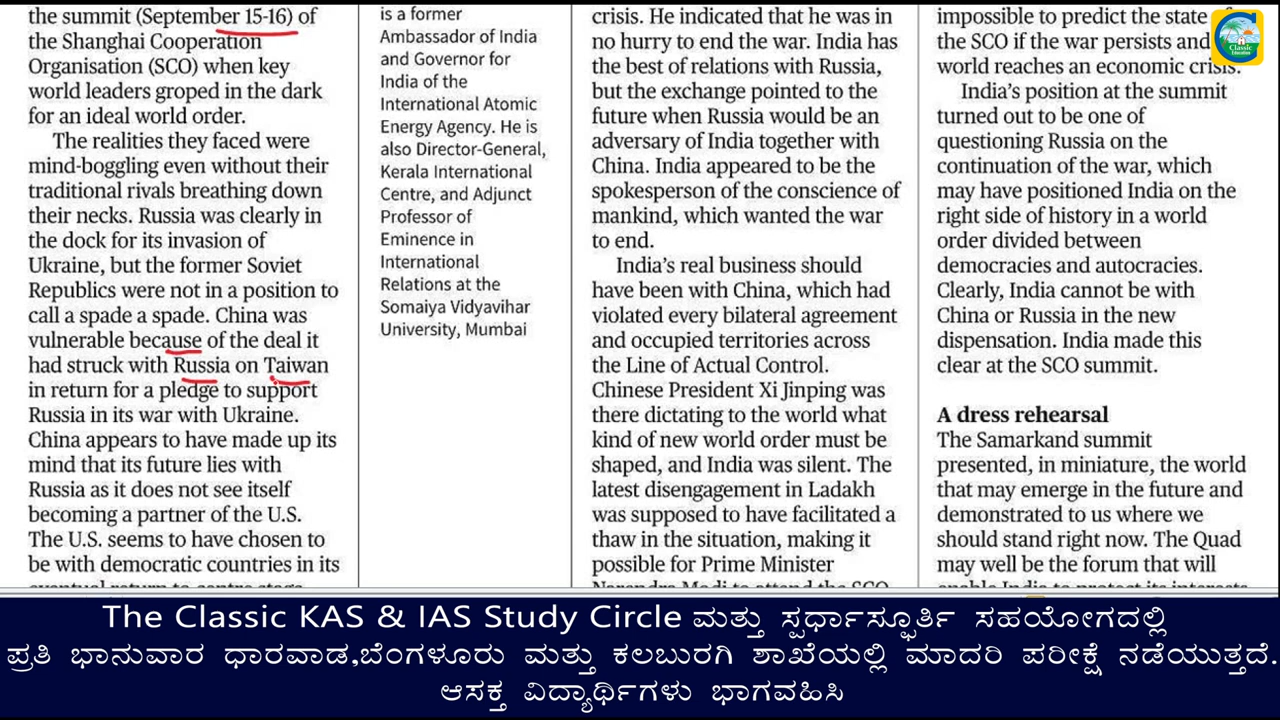 the summit (September 15-16) of
the Shanghai Cooperation
Organisation (SCO) when key
world leaders groped in the dark
for an ideal world order.
The realities they faced were
mind-boggling even without their
traditional rivals breathing down
their necks. Russia was clearly in
the dock for its invasion of
Ukraine, but the former Soviet
Republics were not in a position to
call a spade a spade. China was
vulnerable because of the deal it
had struck with Russia on Taiwan
in return for a pledge to support
Russia in its war with Ukraine.
China appears to have made up its
mind that its future lies with
Russia as it does not see itself
becoming a partner of the U.S.
The U.S. seems to have chosen to
be with democratic countries in its
is a former
Ambassador of India
and Governor for
India of the
International Atomic
Energy Agency. He is
also Director-General,
Kerala International
Centre, and Adjunct
Professor of
Eminence in
International
Relations at the
Somaiya Vidyavihar
University, Mumbai
crisis. He indicated that he was in
no hurry to end the war. India has
the best of relations with Russia,
but the exchange pointed to the
future when Russia would be an
adversary of India together with
China. India appeared to be the
spokesperson of the conscience of
mankind, which wanted the war
to end.
India's real business should
have been with China, which had
violated every bilateral agreement
and occupied territories across
the Line of Actual Control.
Chinese President Xi Jinping was
there dictating to the world what
kind of new world order must be
shaped, and India was silent. The
latest disengagement in Ladakh
was supposed to have facilitated a
thaw in the situation, making it
possible for Prime Minister
Narendra Modi to attend the SCO
impossible to predict the state
the SCO if the war persists and
world reaches an economic crisis.
India's position at the summit
turned out to be one of
questioning Russia on the
continuation of the war, which
may have positioned India on the
right side of history in a world
order divided between
democracies and autocracies.
Clearly, India cannot be with
China or Russia in the new
dispensation. India made this
clear at the SCO summit.
A dress rehearsal
The Samarkand summit
presented, in miniature, the world
that may emerge in the future and
demonstrated to us where we
should stand right now. The Quad
may well be the forum that will
enable India to protect its interests
Classic
Education
The Classic KAS & IAS Study Circle ಮತ್ತು ಸ್ಪರ್ಧಾಸ್ಫೂರ್ತಿ ಸಹಯೋಗದಲ್ಲಿ
ಪ್ರತಿ ಭಾನುವಾರ ಧಾರವಾಡ,ಬೆಂಗಳೂರು ಮತ್ತು ಕಲಬುರಗಿ ಶಾಖೆಯಲ್ಲಿ ಮಾದರಿ ಪರೀಕ್ಷೆ ನಡೆಯುತ್ತದೆ.
ಆಸಕ್ತ ವಿದ್ಯಾರ್ಥಿಗಳು ಭಾಗವಹಿಸಿ